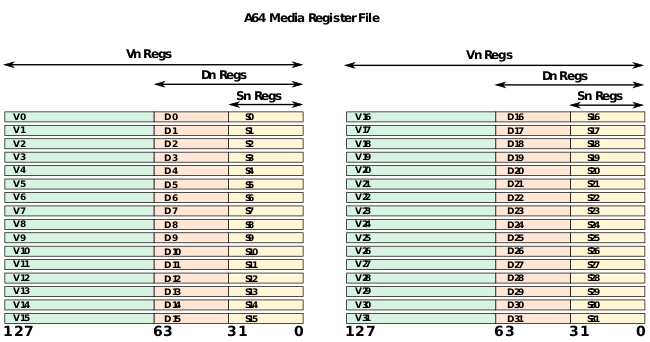 A64 Media Register File
Vn Regs
Dn Regs
Sn Regs
V0 D0 S0
V1 D1 S1
V2 D2 S2
V3 D3 S3
V4 D4 S4
V5 D5 S5
V6 D6 S6
V7 D7 S7
V8 D8 S8
V9 D9 S9
V10 D10 S10
V11 D11 S11
V12 D12 S12
V13 D13 S13
V14 D14 S14
V15 D15 S15
127 63 31 0
Vn Regs
Dn Regs
Sn Regs
V16 D16 S16
V17 D17 S17
V18 D18 S18
V19 D19 S19
V20 D20 S20
V21 D21 S21
V22 D22 S22
V23 D23 S23
V24 D24 S24
V25 D25 S25
V26 D26 S26
V27 D27 S27
V28 D28 S28
V29 D29 S29
V30 D30 S30
V31 D31 S31
127 63 31 0